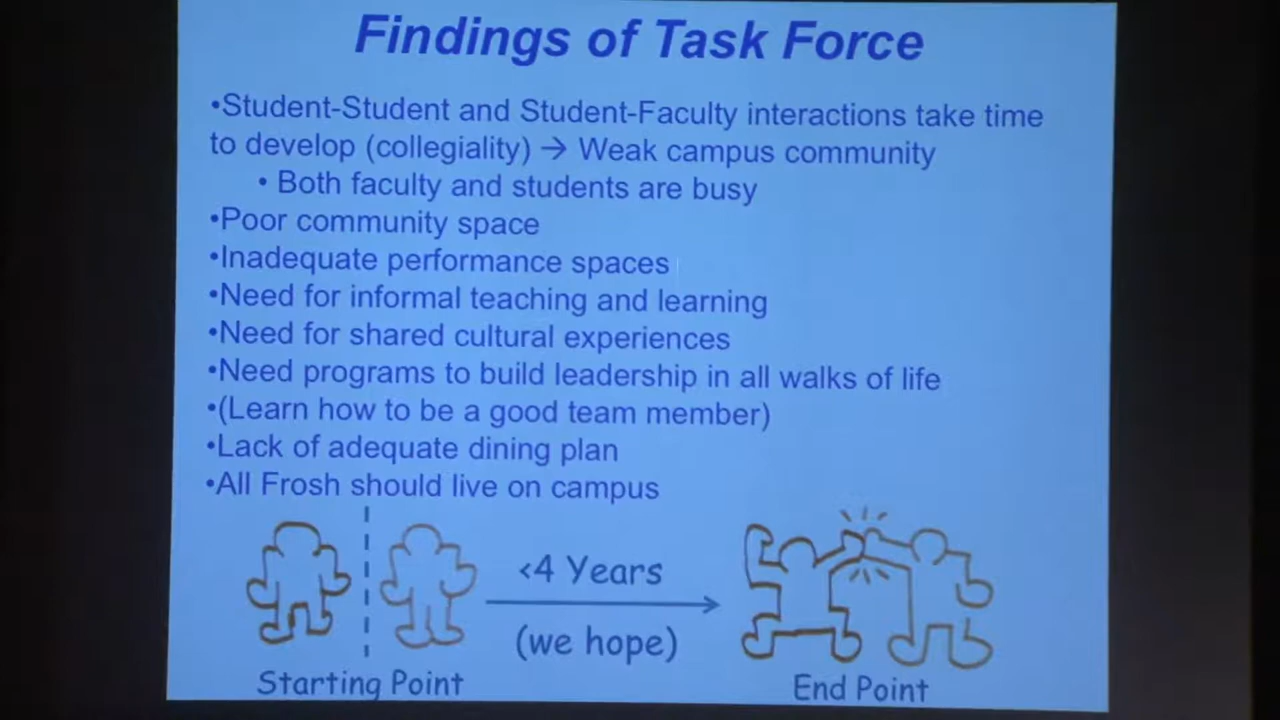 Findings of Task Force
•Student-Student and Student-Faculty interactions take time
to develop (collegiality) → Weak campus community
• Both faculty and students are busy
•Poor community space
•Inadequate performance spaces
•Need for informal teaching and learning
•Need for shared cultural experiences
•Need programs to build leadership in all walks of life
•(Learn how to be a good team member)
•Lack of adequate dining plan
•All Frosh should live on campus
<4 Years
(we hope)
Starting Point
End Point